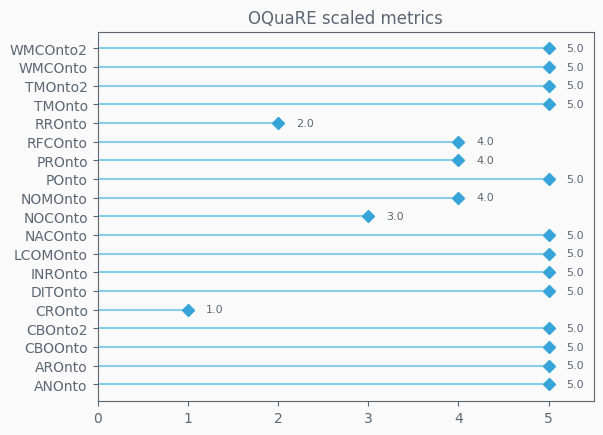 OQuaRE scaled metrics
WMCOnto2 5.0
WMCOnto 5.0
TMOnto2 5.0
TMOnto 5.0
RROnto 2.0
RFCOnto 4.0
PROnto 4.0
POnto 5.0
NOMOnto 4.0
NOCOnto 3.0
NACOnto 5.0
LCOMOnto 5.0
INROnto 5.0
DITOnto 5.0
CROnto 1.0
CBOnto2 5.0
CBOOnto 5.0
AROnto 5.0
ANOnto 5.0
0 1 2 3 4 5